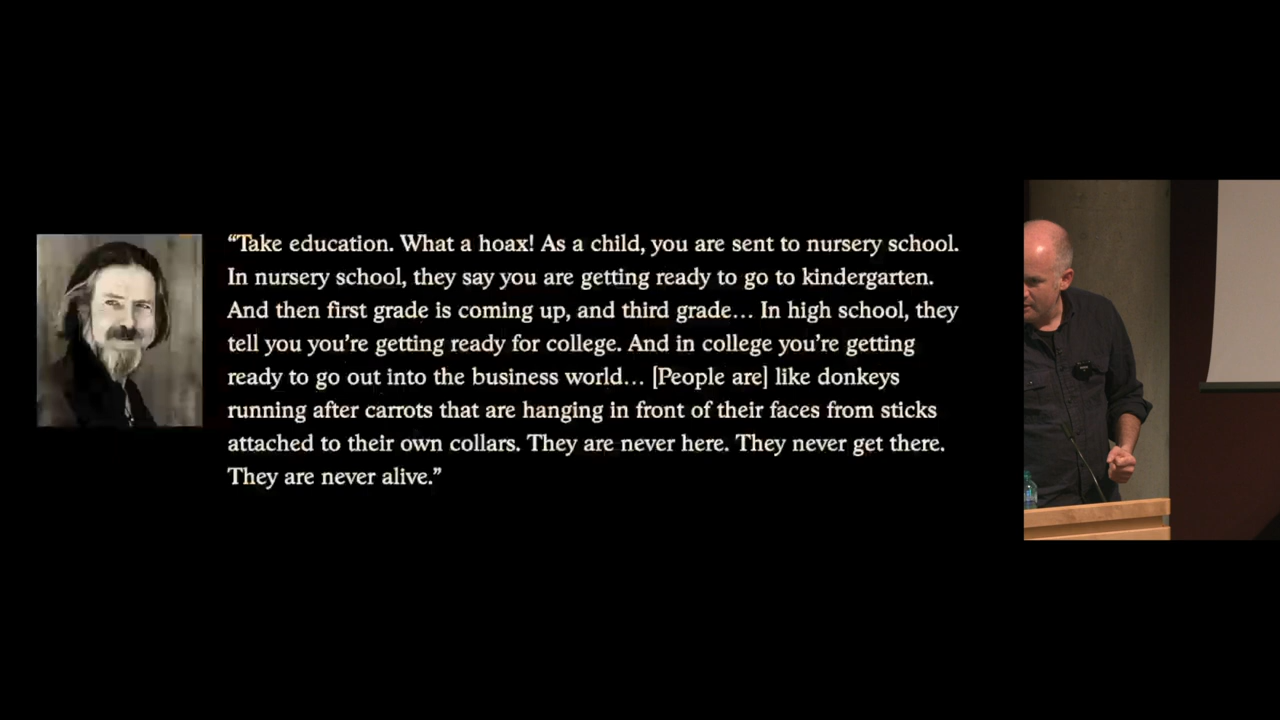 “Take education. What a hoax! As a child, you are sent to nursery school.
In nursery school, they say you are getting ready to go to kindergarten.
And then first grade is coming up, and third grade… In high school, they
tell you you’re getting ready for college. And in college you’re getting
ready to go out into the business world… [People are] like donkeys
running after carrots that are hanging in front of their faces from sticks
attached to their own collars. They are never here. They never get there.
They are never alive.”